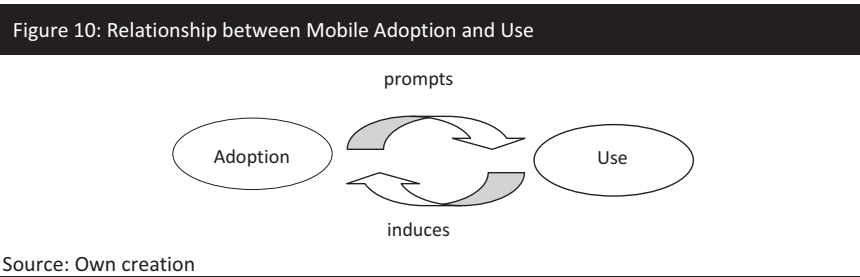 Figure 10: Relationship between Mobile Adoption and Use
prompts
Adoption
Use
induces
Source: Own creation